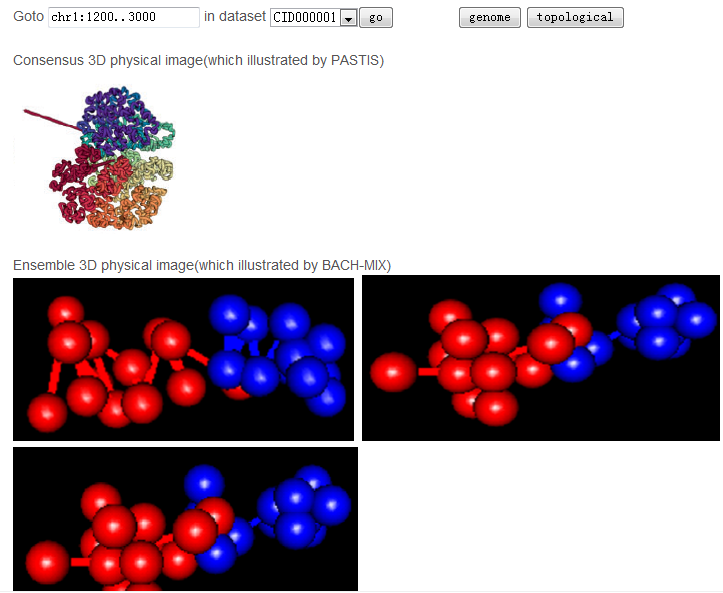 Goto chr1:1200..3000 in dataset CID000001 go genome topological
Consensus 3D physical image(which illustrated by PASTIS)
Ensemble 3D physical image(which illustrated by BACH-MIX)